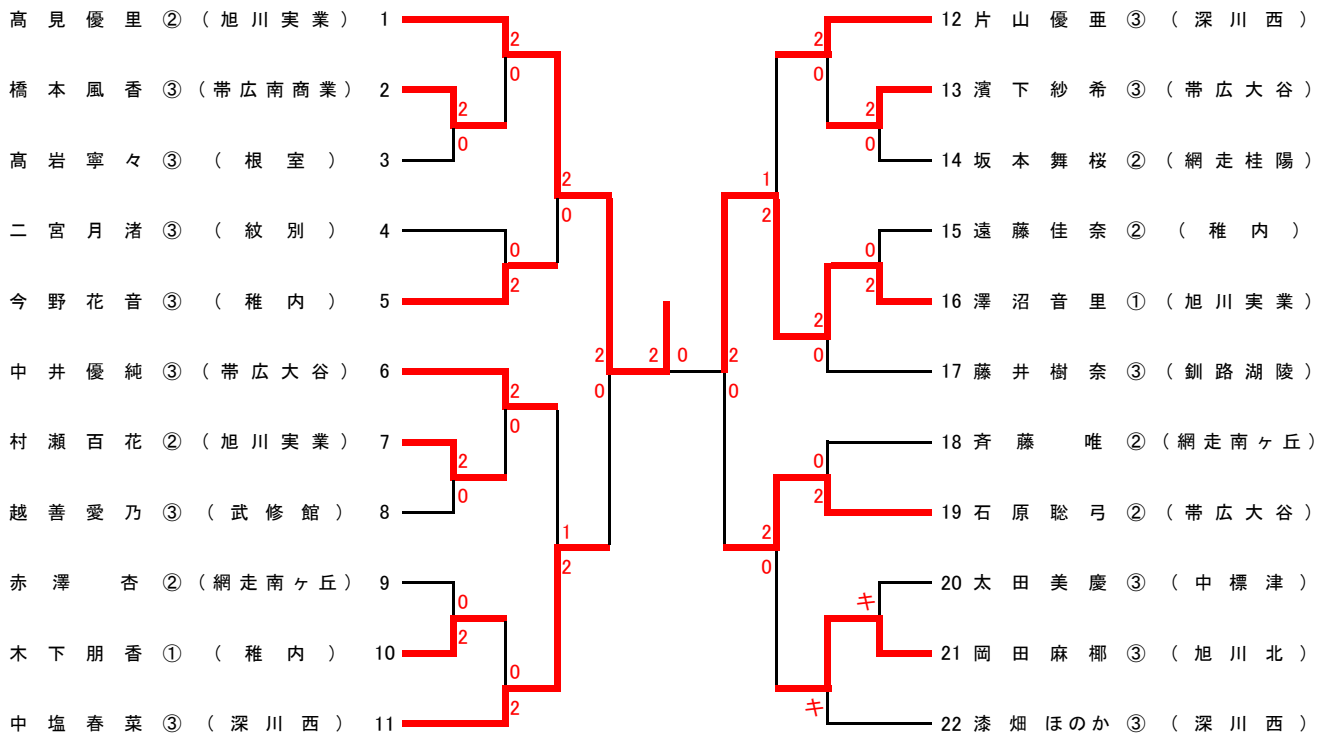 髙見優里 ② (旭川実業) 1
橋本風香 ③ (帯広南商業) 2
髙岩寧々 ③ (根室) 3
二宮月渚 ③ (紋別) 4
今野花音 ③ (稚内) 5
中井優純 ③ (帯広大谷) 6
村瀬百花 ② (旭川実業) 7
越善愛乃 ③ (武修館) 8
赤澤 杏 ② (網走南ヶ丘) 9
木下朋香 ① (稚内) 10
中塩春菜 ③ (深川西) 11
2
0
2
0
2
0
0
2
2
0
2
0
2
0
1
2
0
2
0
2
2 0
12 片山優亜 ③ (深川西)
13 濱下紗希 ③ (帯広大谷)
14 坂本舞桜 ② (網走桂陽)
15 遠藤佳奈 ② (稚内)
16 澤沼音里 ① (旭川実業)
17 藤井樹奈 ③ (釧路湖陵)
18 斉藤 唯 ② (網走南ヶ丘)
19 石原聡弓 ② (帯広大谷)
20 太田美慶 ③ (中標津)
21 岡田麻椰 ③ (旭川北)
22 漆畑ほのか ③ (深川西)
2
0
2
0
1
2
0
2
2
0
2
0
0
2
2
0
キ
キ